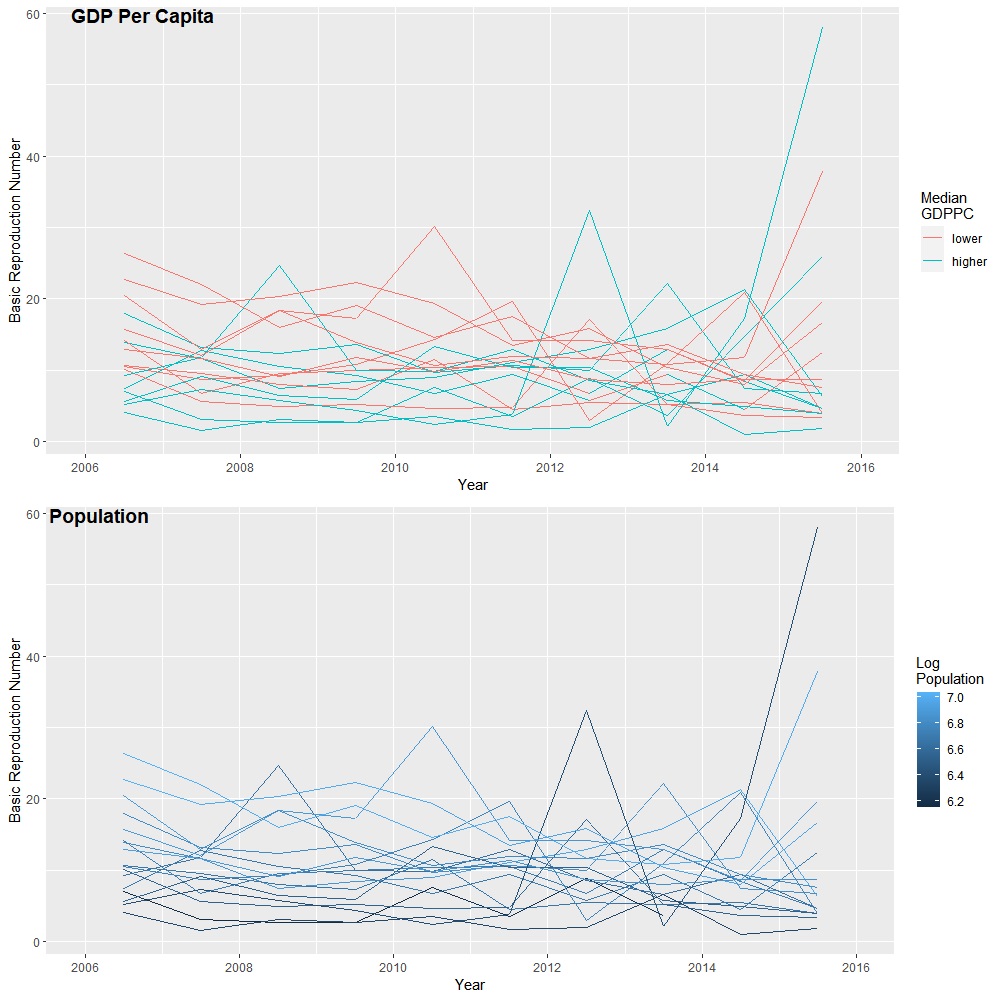 GDP Per Capita
60
40
20
0
Basic Reproduction Number
2006 2008 2010 2012 2014 2016
Year
Median
GDPPC
lower
higher
Population
60
40
20
0
Basic Reproduction Number
2006 2008 2010 2012 2014 2016
Year
Log
Population
7.0
6.8
6.6
6.4
6.2